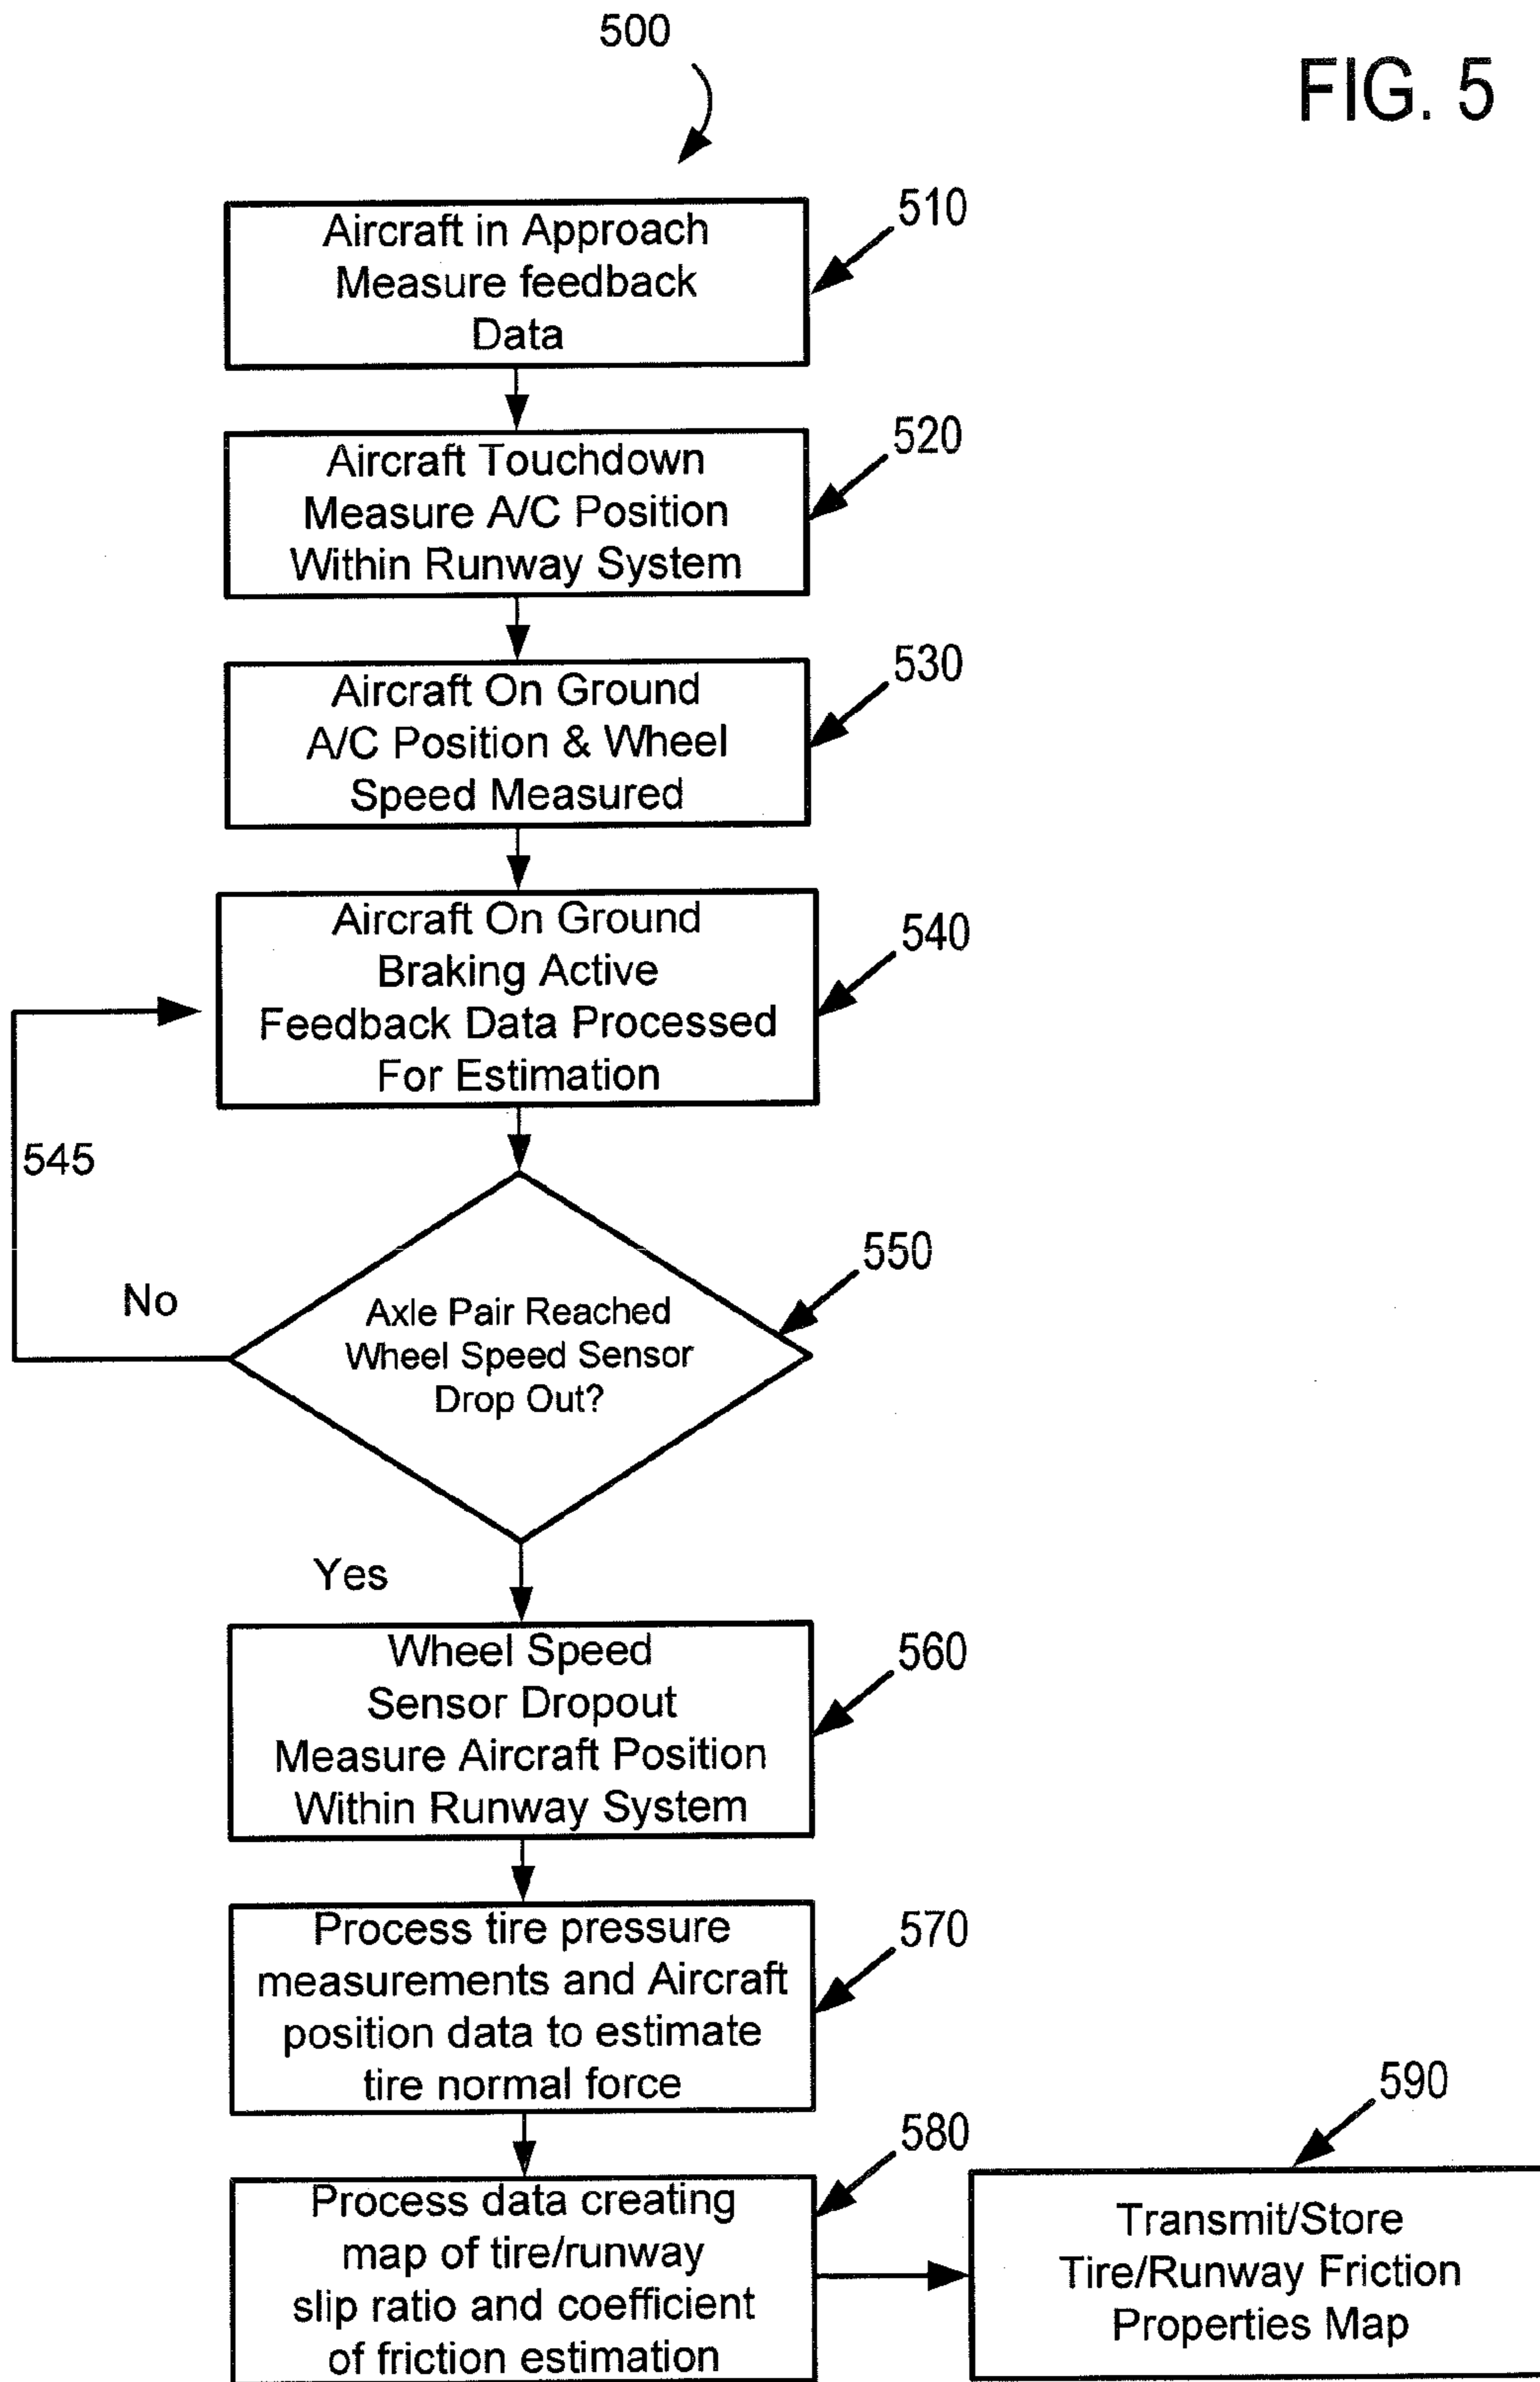 500
FIG. 5
Aircraft in Approach
Measure feedback
Data
510
Aircraft Touchdown
Measure A/C Position
Within Runway System
520
Aircraft On Ground
A/C Position & Wheel
Speed Measured
530
Aircraft On Ground
Braking Active
Feedback Data Processed
For Estimation
540
545
Axle Pair Reached
Wheel Speed Sensor
Drop Out?
550
No
Yes
Wheel Speed
Sensor Dropout
Measure Aircraft Position
Within Runway System
560
Process tire pressure
measurements and Aircraft
position data to estimate
tire normal force
570
Process data creating
map of tire/runway
slip ratio and coefficient
of friction estimation
580
590
Transmit/Store
Tire/Runway Friction
Properties Map